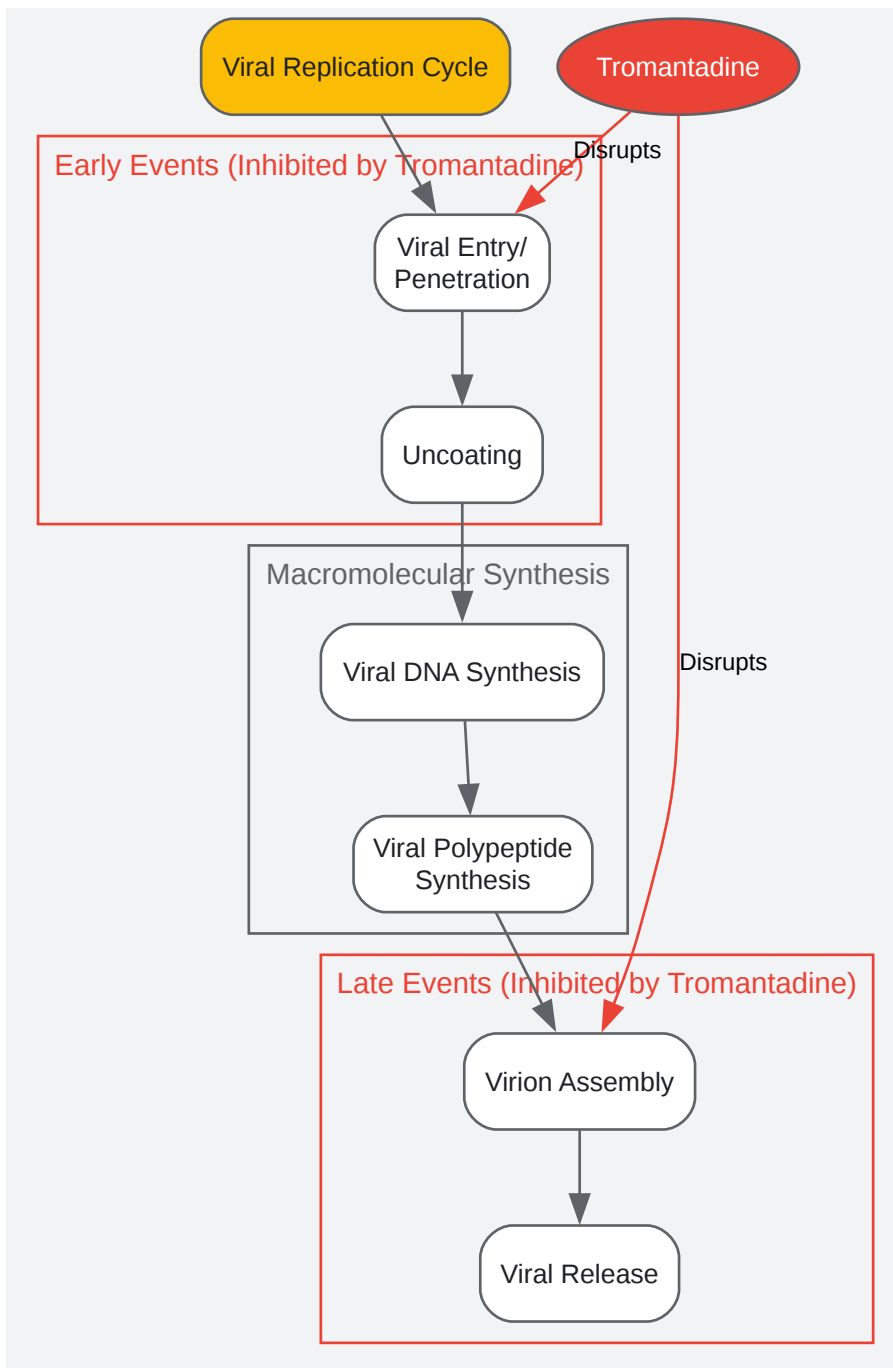 Viral Replication Cycle
Tromantadine
Disrupts
Early Events (Inhibited by Tromantadine)
Viral Entry/
Penetration
Uncoating
Macromolecular Synthesis
Viral DNA Synthesis
Disrupts
Viral Polypeptide
Synthesis
Late Events (Inhibited by Tromantadine)
Virion Assembly
Viral Release